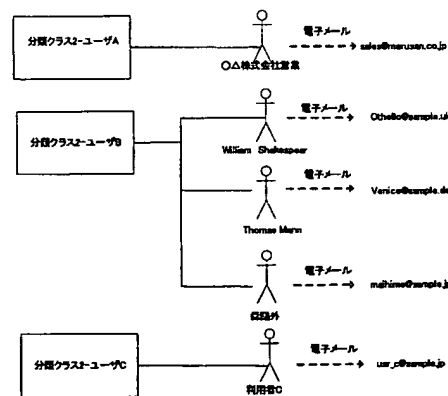 分類クラス2-ユーザA
電子メール
sales@marusan.co.jp
○△株式会社営業
分類クラス2-ユーザB
電子メール
Othello@sample.uk
William Shakespear
電子メール
Venice@sample.de
Thomas Mann
電子メール
maihime@sample.jp
森鴎外
分類クラス2-ユーザC
電子メール
usr_c@sample.jp
利用者C